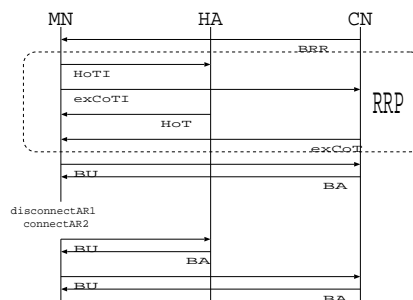 MN HA CN
BRR
HoTI
exCoTI
RRP
HoT
exCoT
BU
BA
disconnectAR1
connectAR2
BU
BA
BU
BA